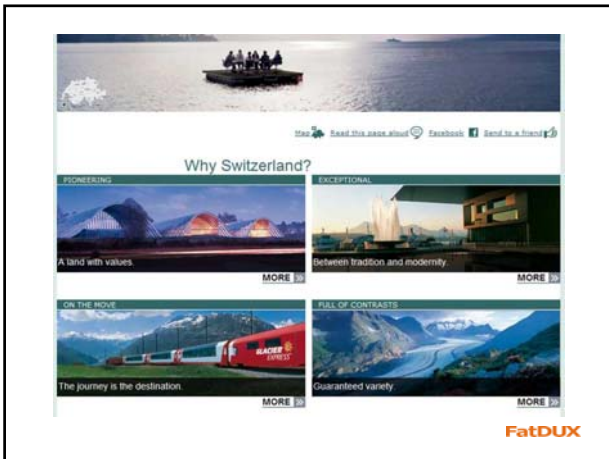 Map Read this page aloud Facebook Send to a friend
Why Switzerland?
PIONEERING
A land with values.
MORE
EXCEPTIONAL
Between tradition and modernity.
MORE
ON THE MOVE
GLACIER
EXPRESS
The journey is the destination.
MORE
FULL OF CONTRASTS
Guaranteed variety.
MORE
FatDUX